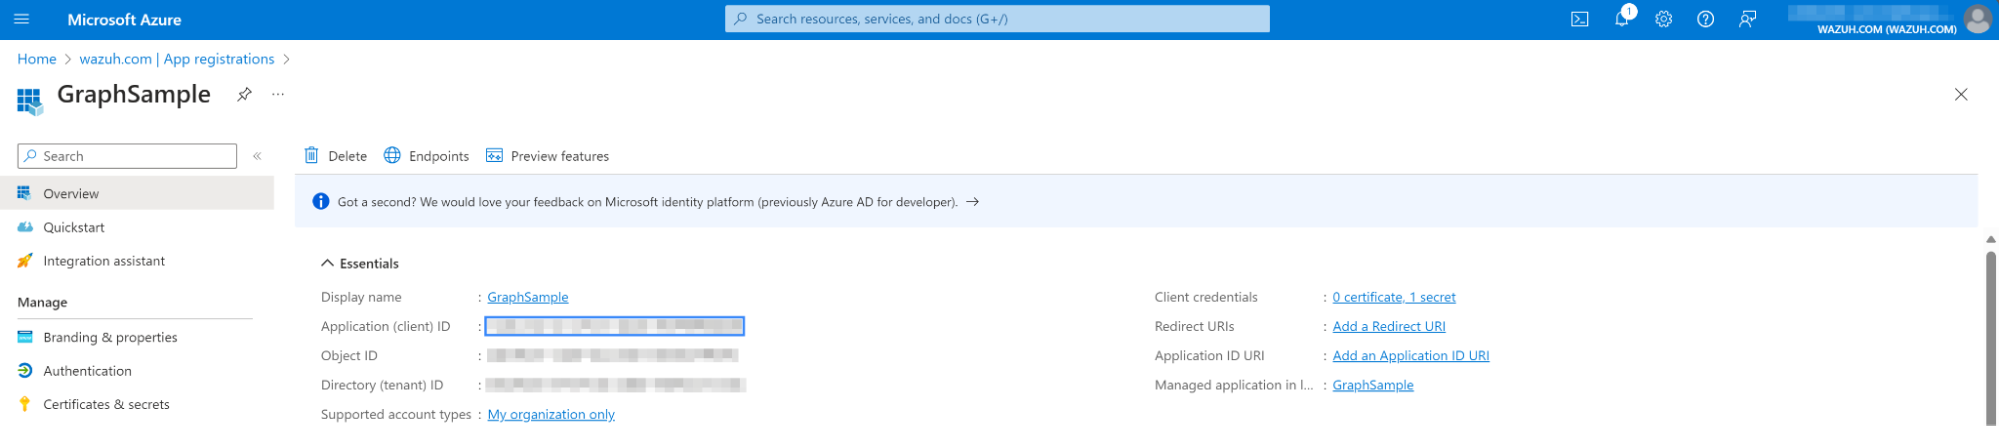 Microsoft Azure
Search resources, services, and docs (G+/)
1
WAZUH.COM (WAZUH.COM)
Home > wazuh.com | App registrations >
GraphSample
...
Search
«
Delete
Endpoints
Preview features
Got a second? We would love your feedback on Microsoft identity platform (previously Azure AD for developer). →
Overview
Quickstart
Integration assistant
Manage
Branding & properties
Authentication
Certificates & secrets
Essentials
Display name : GraphSample
Application (client) ID :
Object ID :
Directory (tenant) ID :
Supported account types : My organization only
Client credentials : 0 certificate, 1 secret
Redirect URIs : Add a Redirect URI
Application ID URI : Add an Application ID URI
Managed application in l... : GraphSample